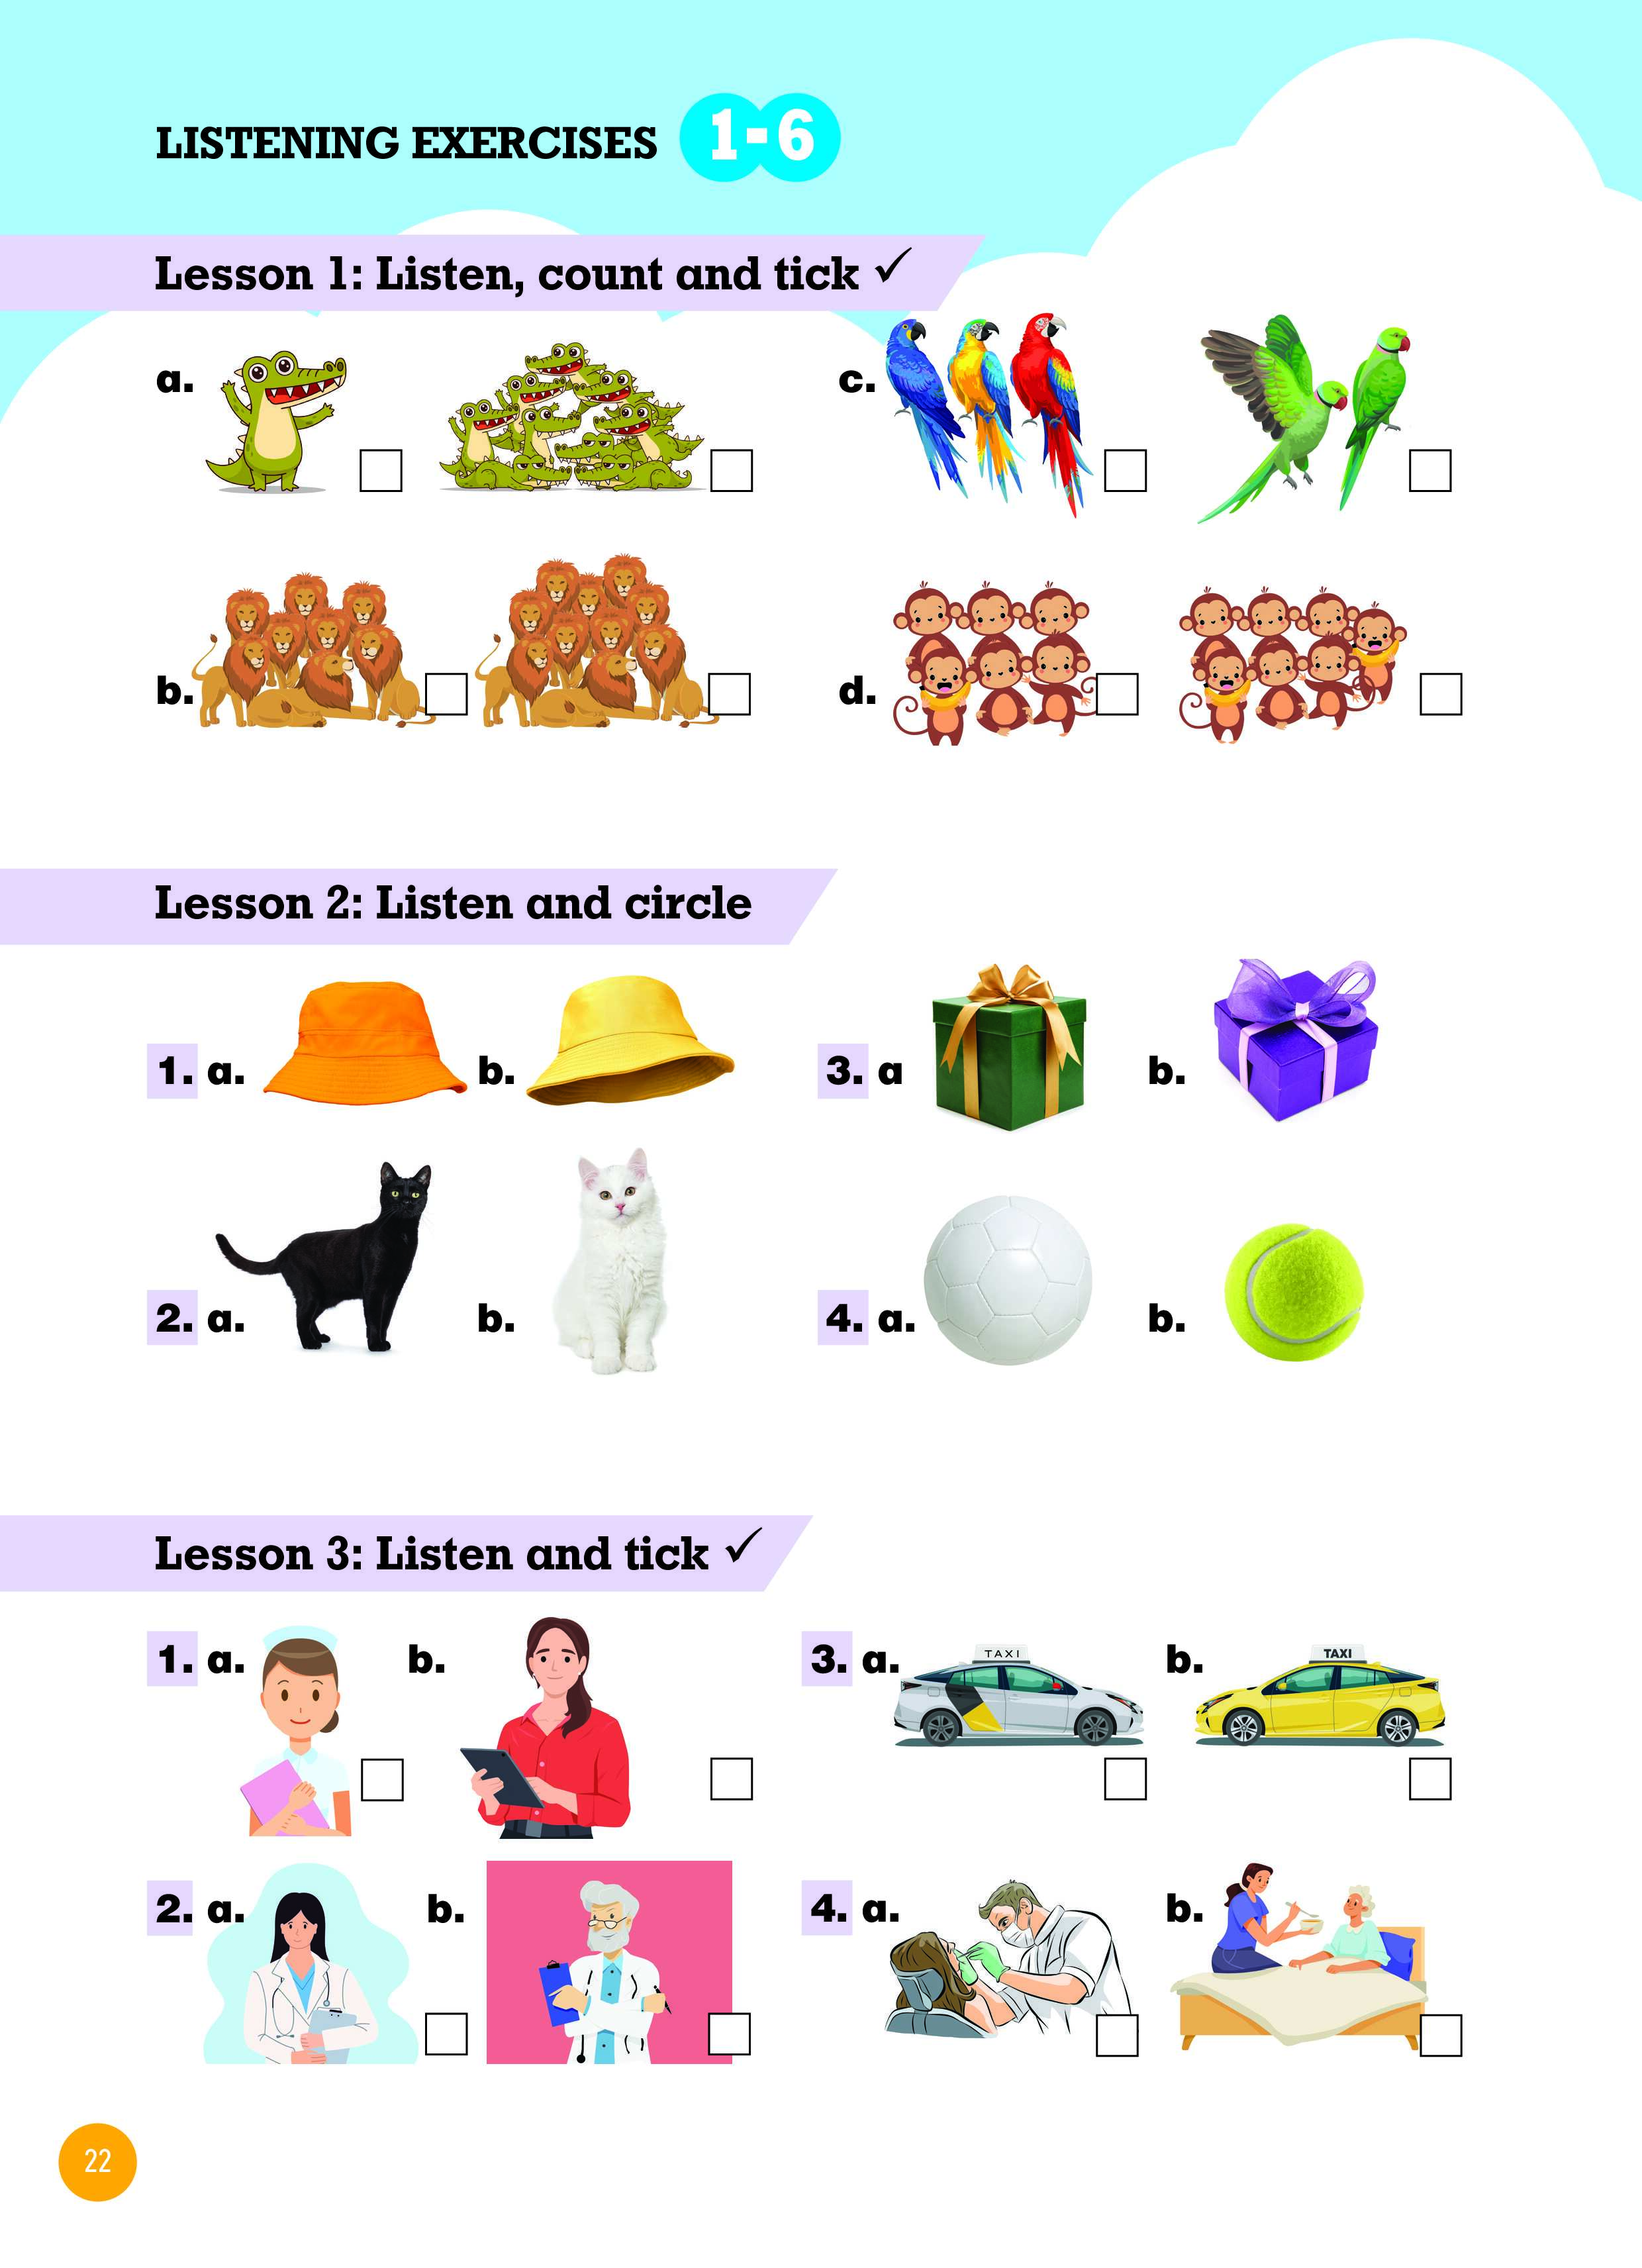 LISTENING EXERCISES 1-6
Lesson 1: Listen, count and tick ✓
a.
c.
b.
d.
Lesson 2: Listen and circle
1. a.
b.
3. a
b.
2. a.
b.
4. a.
b.
Lesson 3: Listen and tick ✓
1. a.
b.
3. a.
TAXI
b.
TAXI
2. a.
b.
4. a.
b.
22